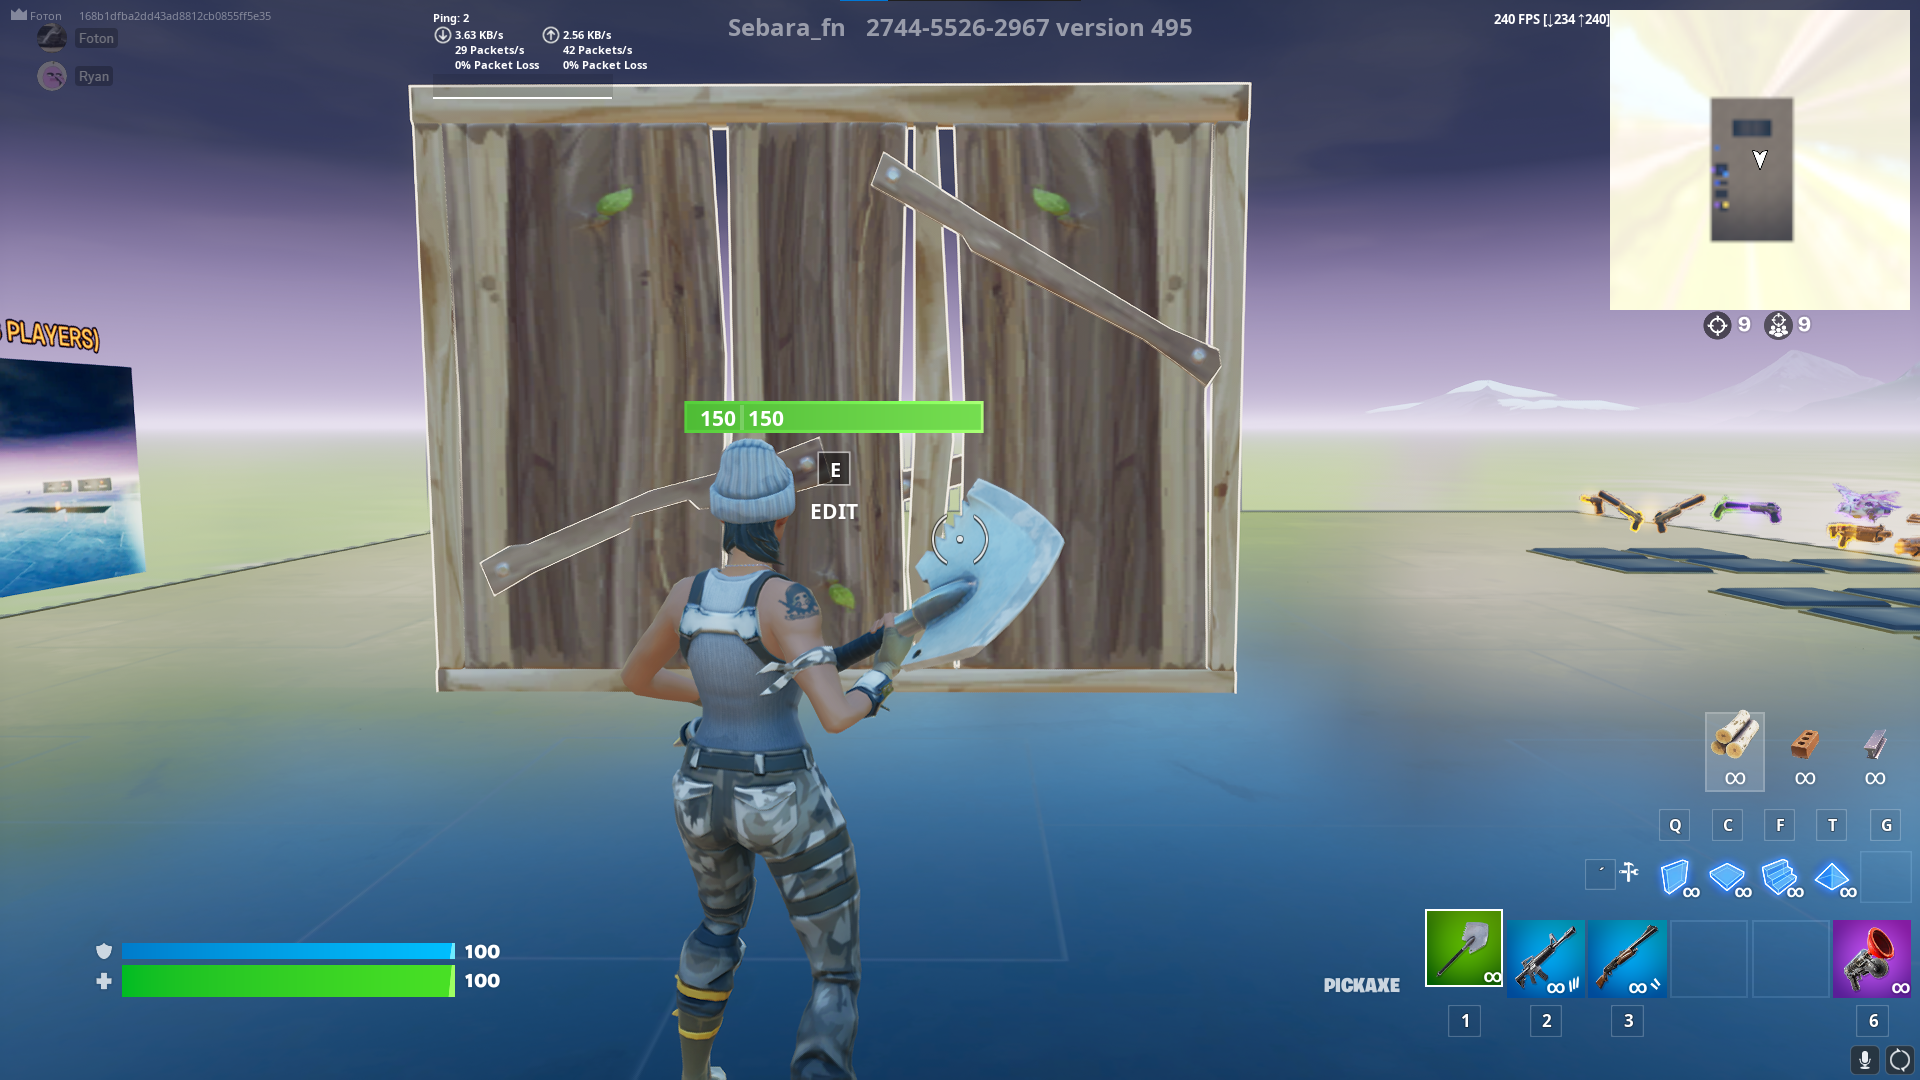 Foton 168b1dfba2dd43ad8812cb0855ff5e35
Foton
Ryan
Ping: 2
3.63 KB/s 2.56 KB/s
29 Packets/s 42 Packets/s
0% Packet Loss 0% Packet Loss
Sebara_fn 2744-5526-2967 version 495
240 FPS [↓234 ↑240]
9 9
PLAYERS)
150 150
E
EDIT
∞ ∞ ∞
Q C F T G
∞ ∞ ∞ ∞
100
100
PICKAXE
∞ ∞ ∞ ∞
1 2 3 6